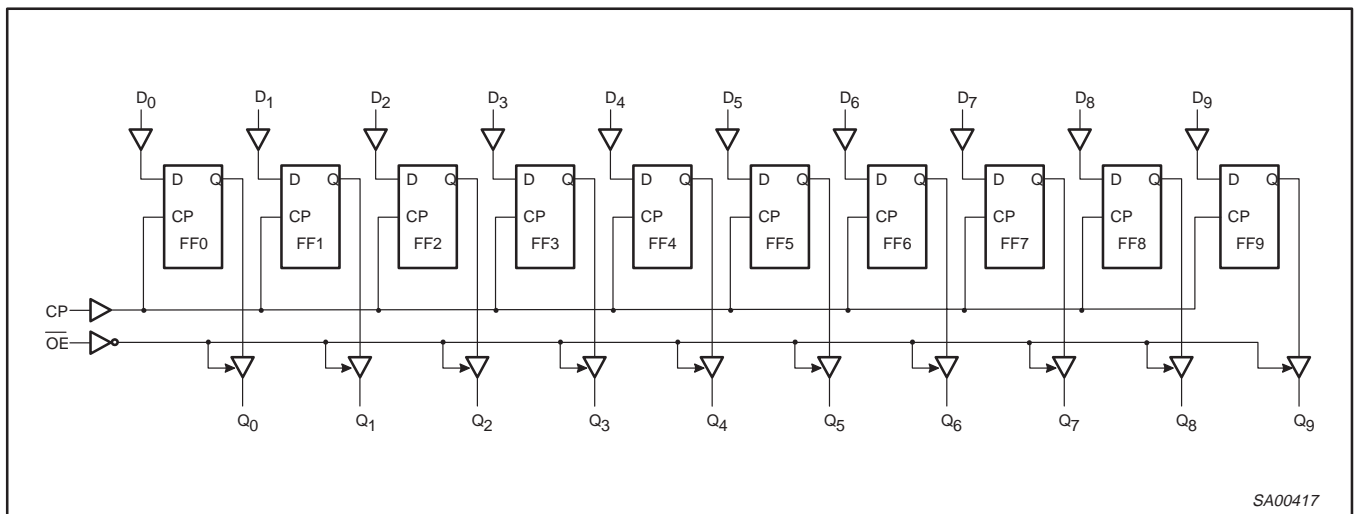 D0 D1 D2 D3 D4 D5 D6 D7 D8 D9
D Q D Q D Q D Q D Q D Q D Q D Q D Q D Q
CP CP CP CP CP CP CP CP CP CP
FF0 FF1 FF2 FF3 FF4 FF5 FF6 FF7 FF8 FF9
CP
O̅E̅
Q0 Q1 Q2 Q3 Q4 Q5 Q6 Q7 Q8 Q9
SA00417